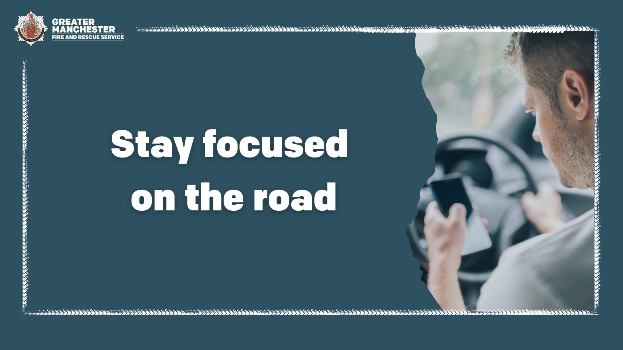 GREATER
MANCHESTER
FIRE AND RESCUE SERVICE
Stay focused
on the road